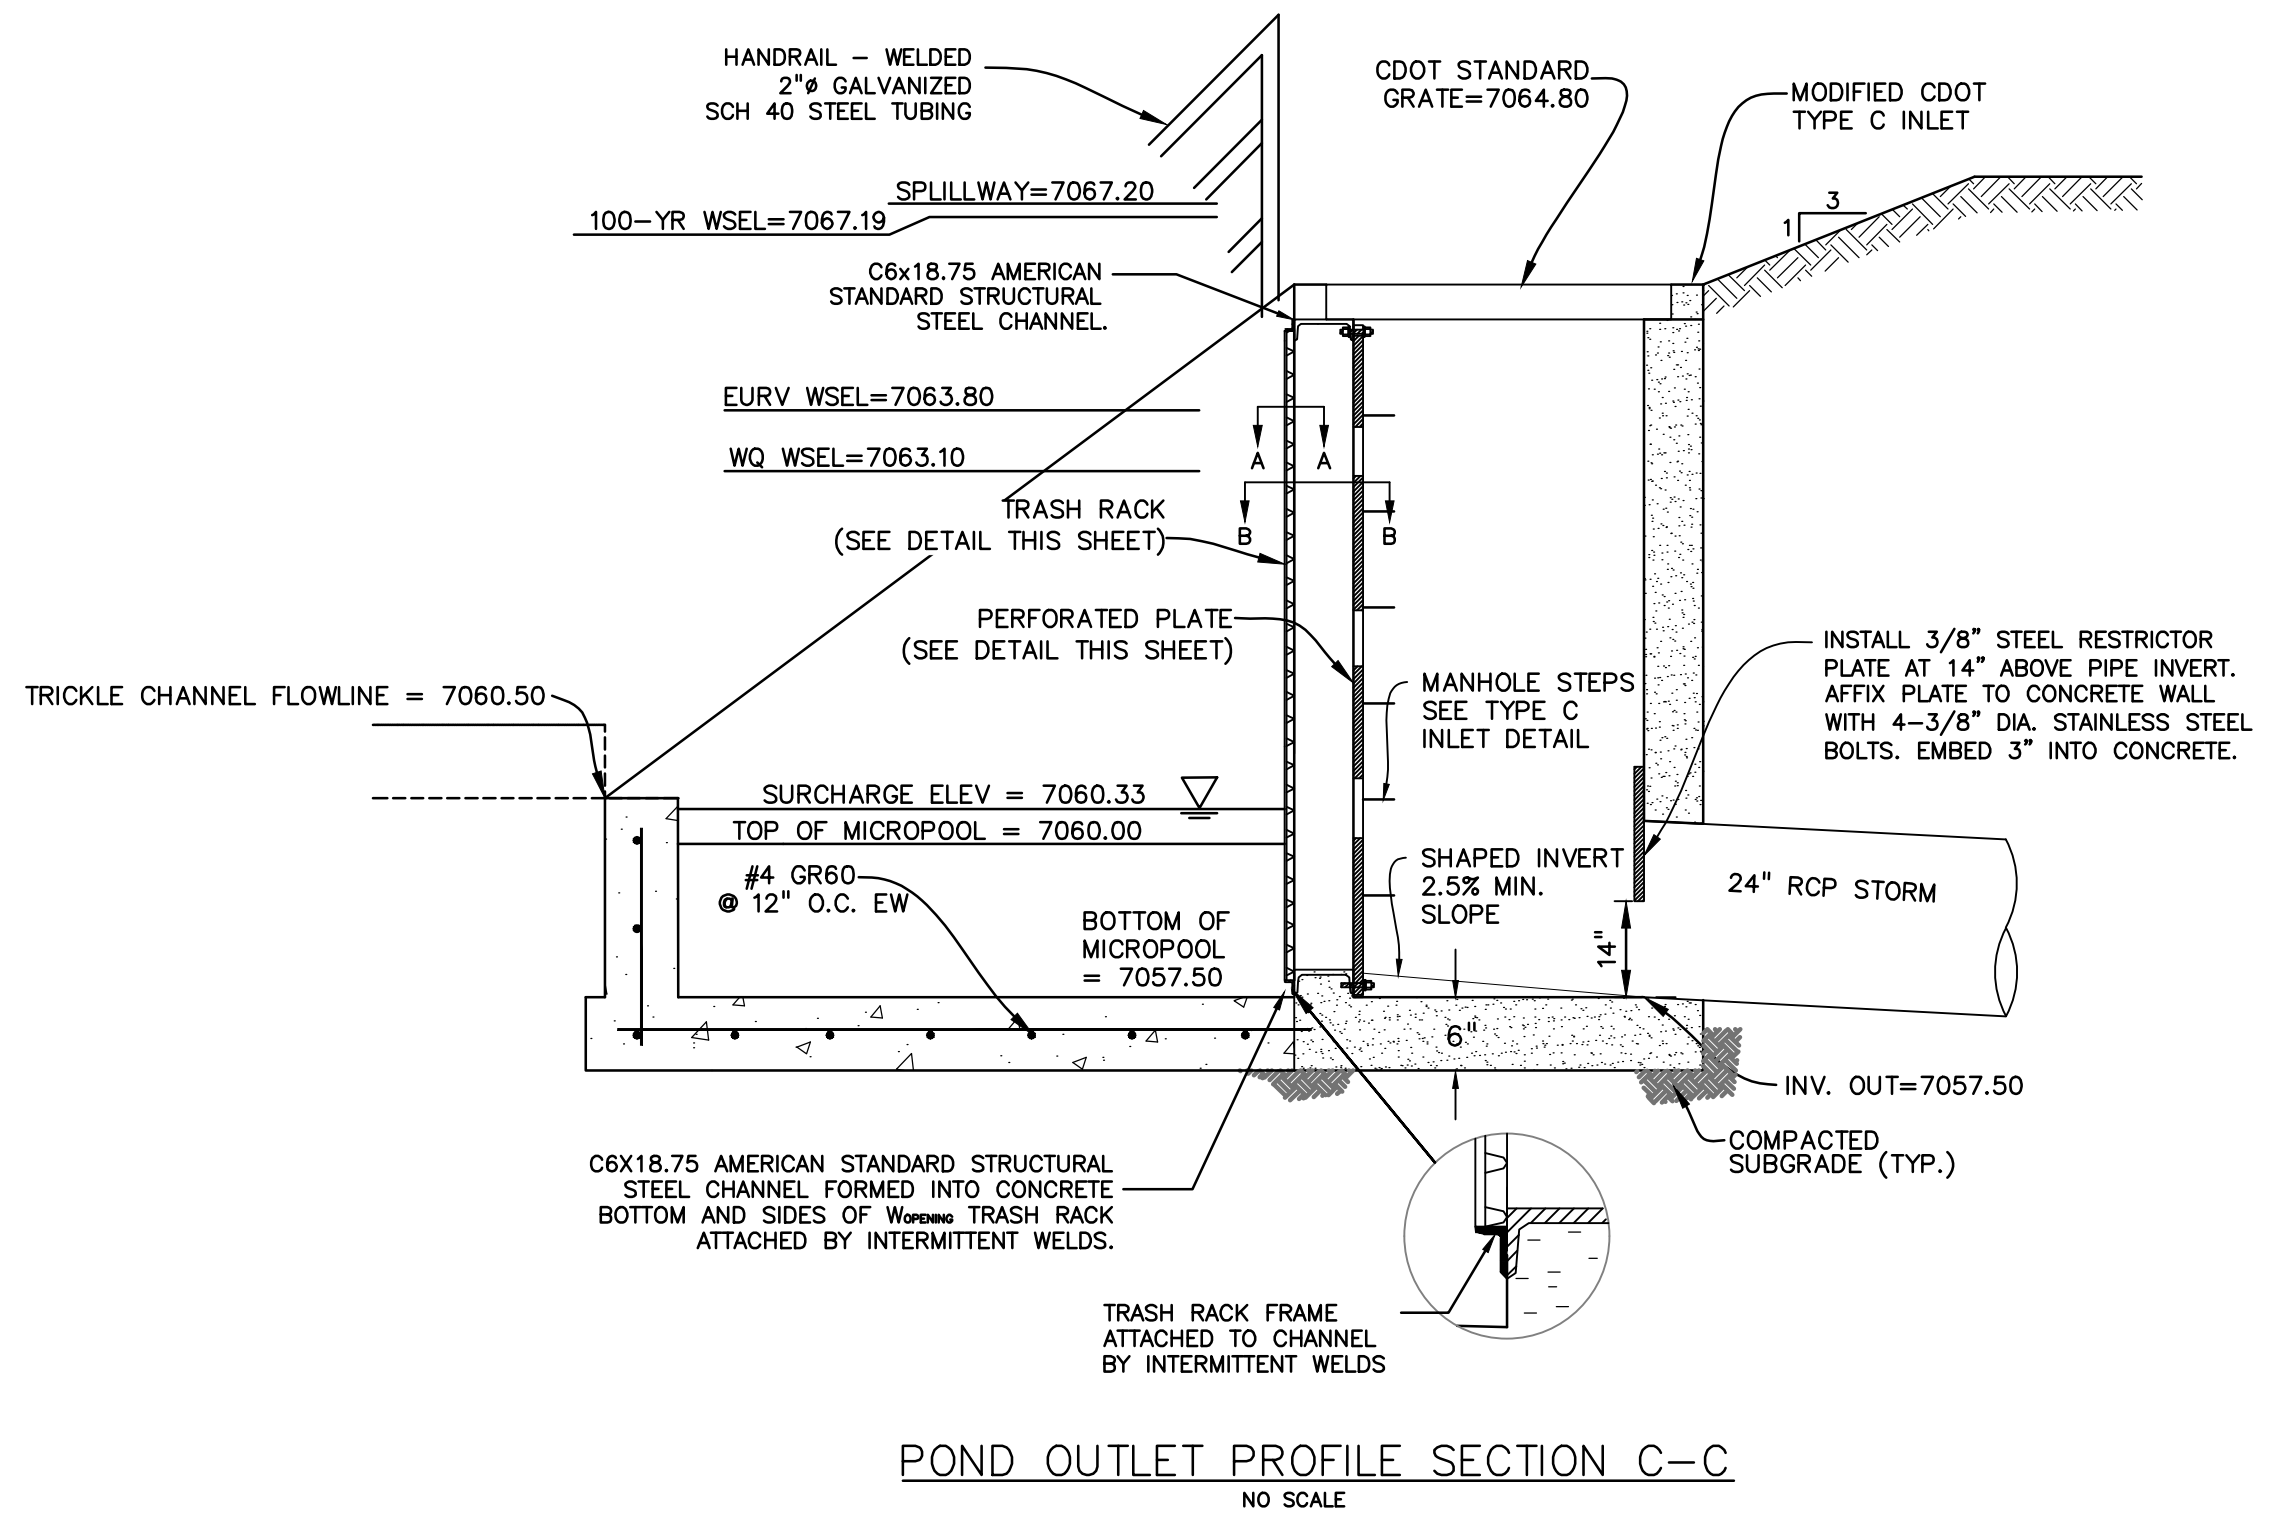 HANDRAIL - WELDED
2"ø GALVANIZED
SCH 40 STEEL TUBING
CDOT STANDARD
GRATE=7064.80
MODIFIED CDOT
TYPE C INLET
SPLILLWAY=7067.20
100-YR WSEL=7067.19
3
1
C6x18.75 AMERICAN
STANDARD STRUCTURAL
STEEL CHANNEL.
EURV WSEL=7063.80
WQ WSEL=7063.10
A A
B B
TRASH RACK
(SEE DETAIL THIS SHEET)
PERFORATED PLATE
(SEE DETAIL THIS SHEET)
INSTALL 3/8" STEEL RESTRICTOR
PLATE AT 14" ABOVE PIPE INVERT.
AFFIX PLATE TO CONCRETE WALL
WITH 4-3/8" DIA. STAINLESS STEEL
BOLTS. EMBED 3" INTO CONCRETE.
MANHOLE STEPS
SEE TYPE C
INLET DETAIL
TRICKLE CHANNEL FLOWLINE = 7060.50
SURCHARGE ELEV = 7060.33
TOP OF MICROPOOL = 7060.00
#4 GR60
@ 12" O.C. EW
BOTTOM OF
MICROPOOL
= 7057.50
SHAPED INVERT
2.5% MIN.
SLOPE
14"
24" RCP STORM
6"
INV. OUT=7057.50
COMPACTED
SUBGRADE (TYP.)
C6X18.75 AMERICAN STANDARD STRUCTURAL
STEEL CHANNEL FORMED INTO CONCRETE
BOTTOM AND SIDES OF WOPENING TRASH RACK
ATTACHED BY INTERMITTENT WELDS.
TRASH RACK FRAME
ATTACHED TO CHANNEL
BY INTERMITTENT WELDS
POND OUTLET PROFILE SECTION C-C
NO SCALE